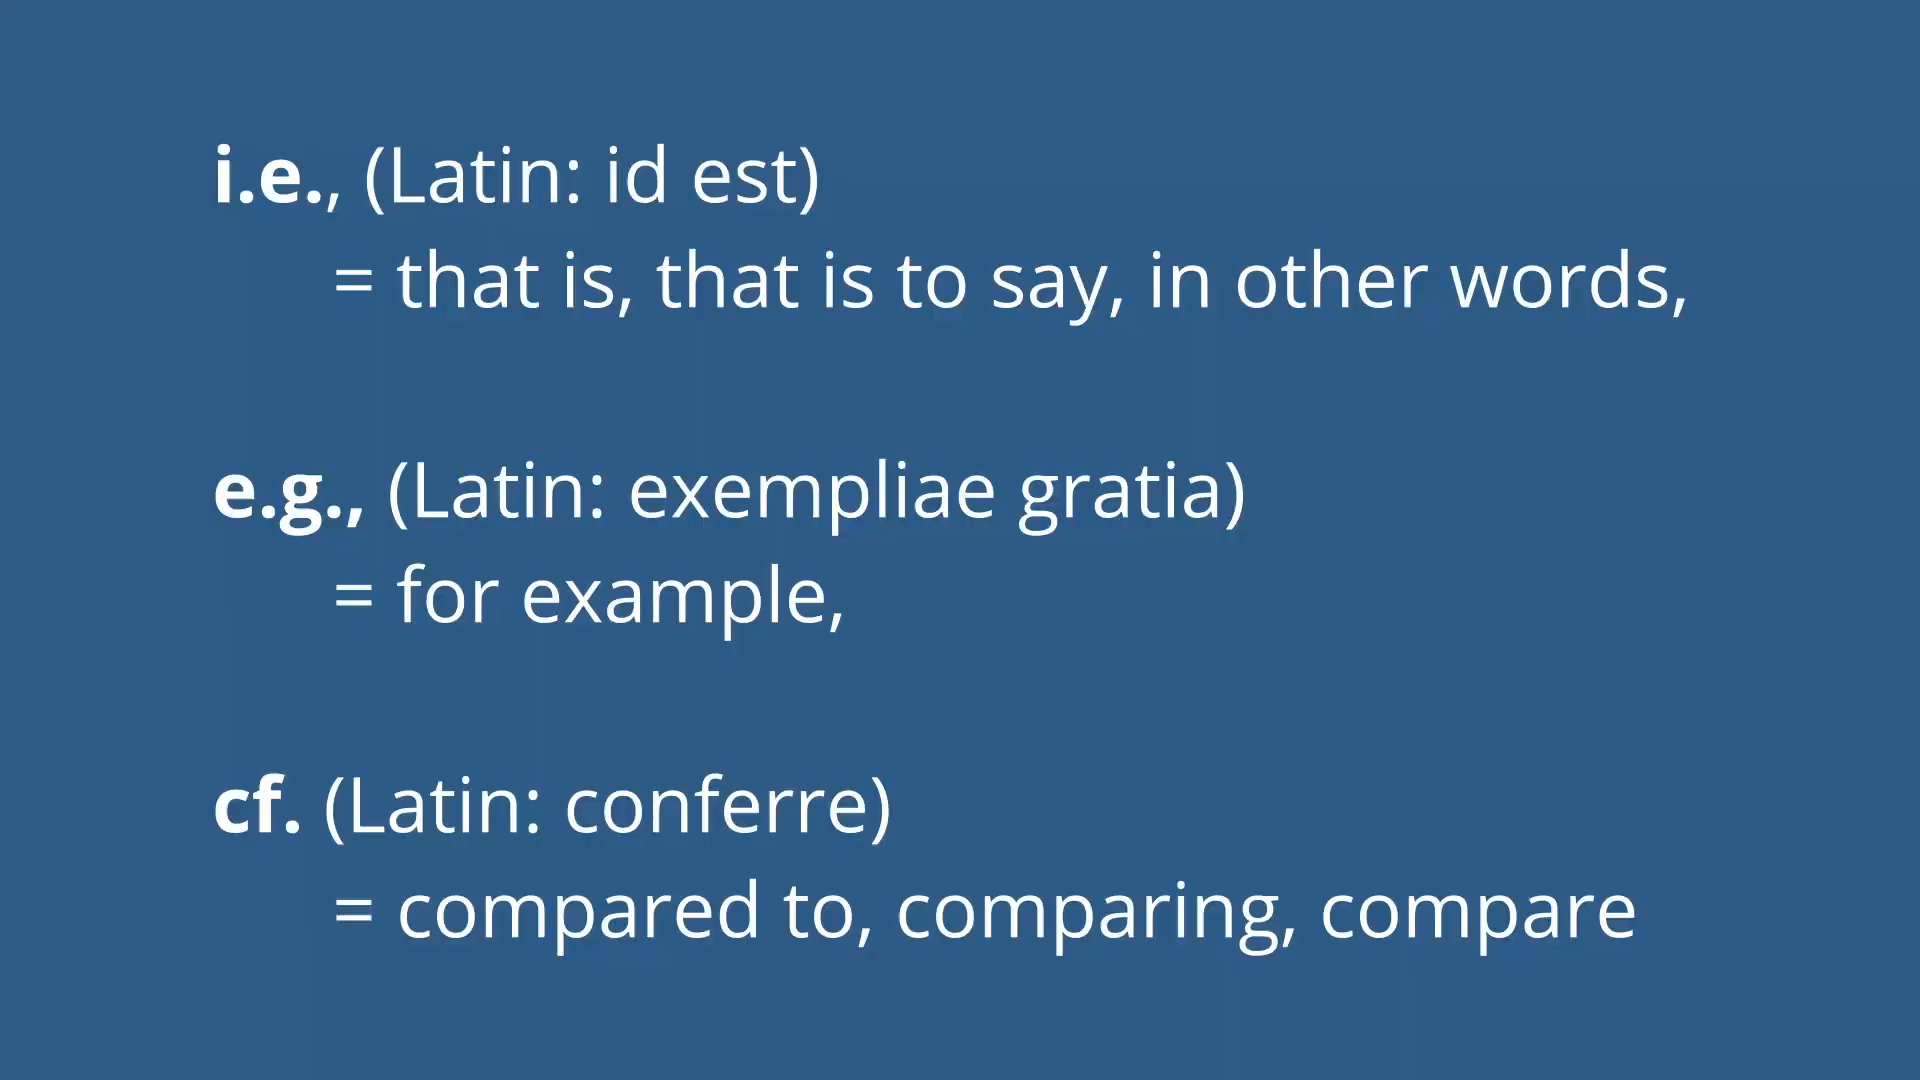 i.e., (Latin: id est)
= that is, that is to say, in other words,
e.g., (Latin: exempliae gratia)
= for example,
cf. (Latin: conferre)
= compared to, comparing, compare